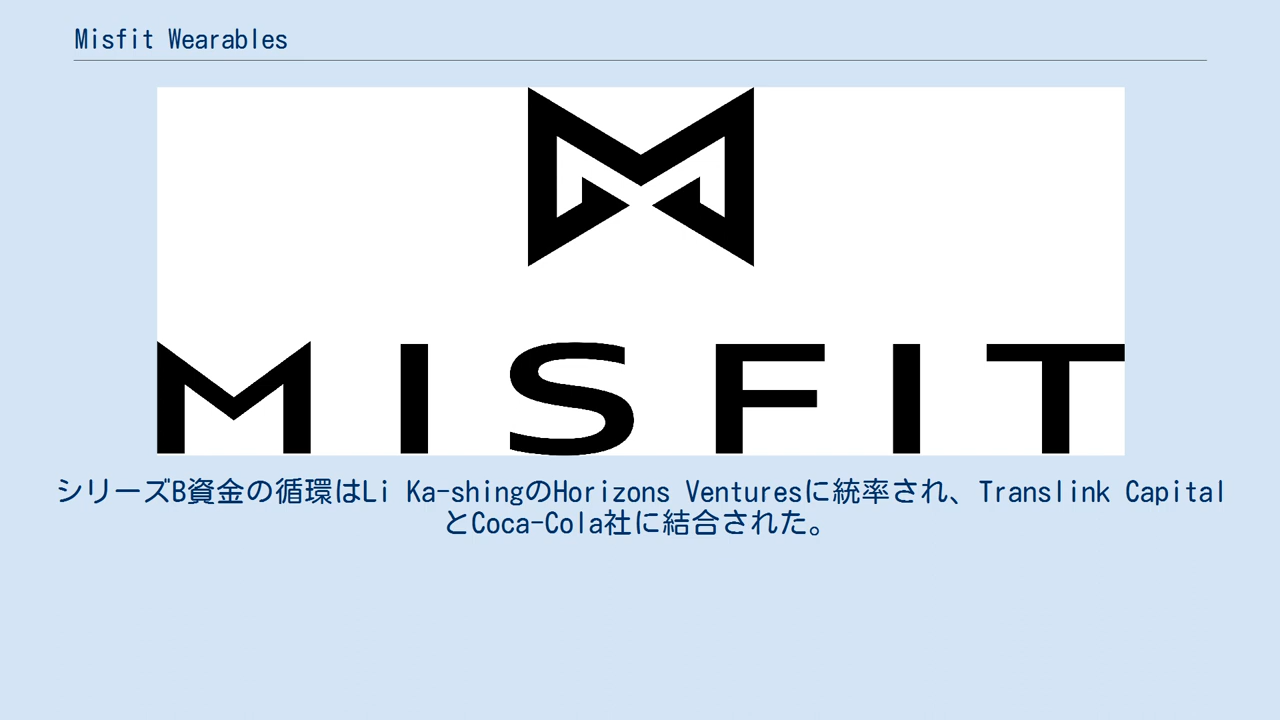 Misfit Wearables
MISFIT
シリーズB資金の循環はLi Ka-shingのHorizons Venturesに統率され、Translink Capital
とCoca-Cola社に結合された。